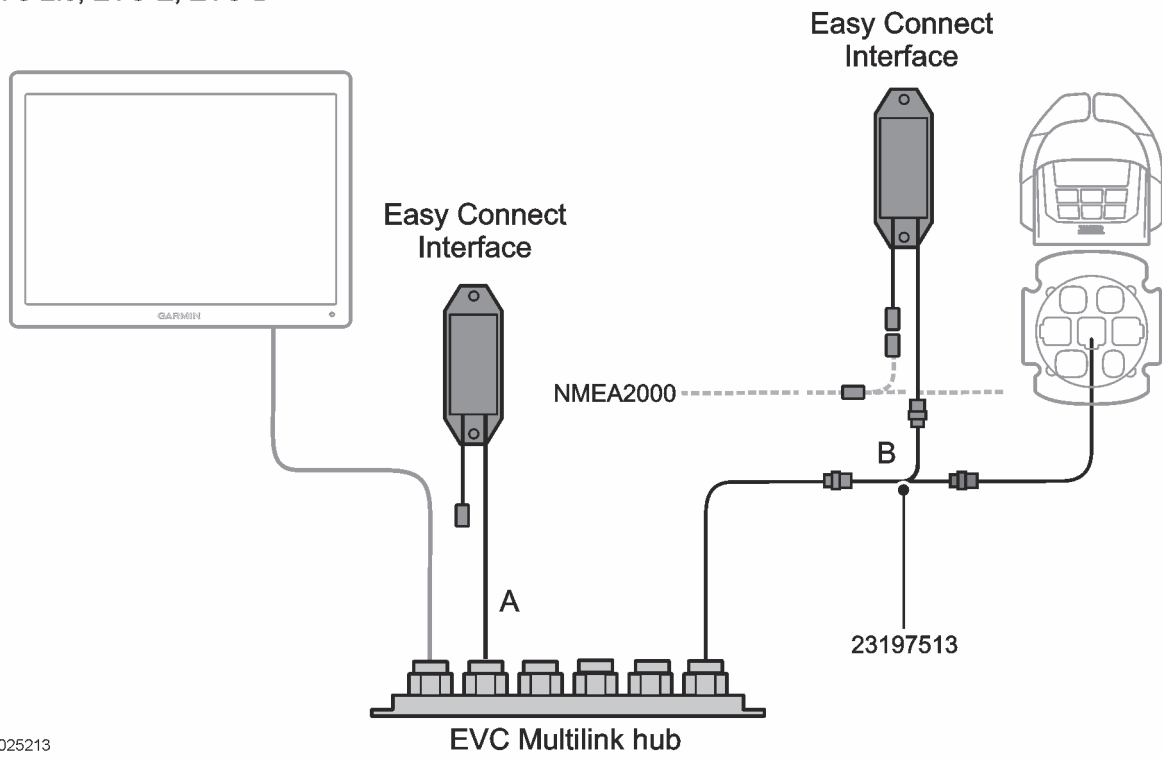 Easy Connect
Interface
Easy Connect
Interface
GARMIN
NMEA2000
B
A
23197513
EVC Multilink hub
025213